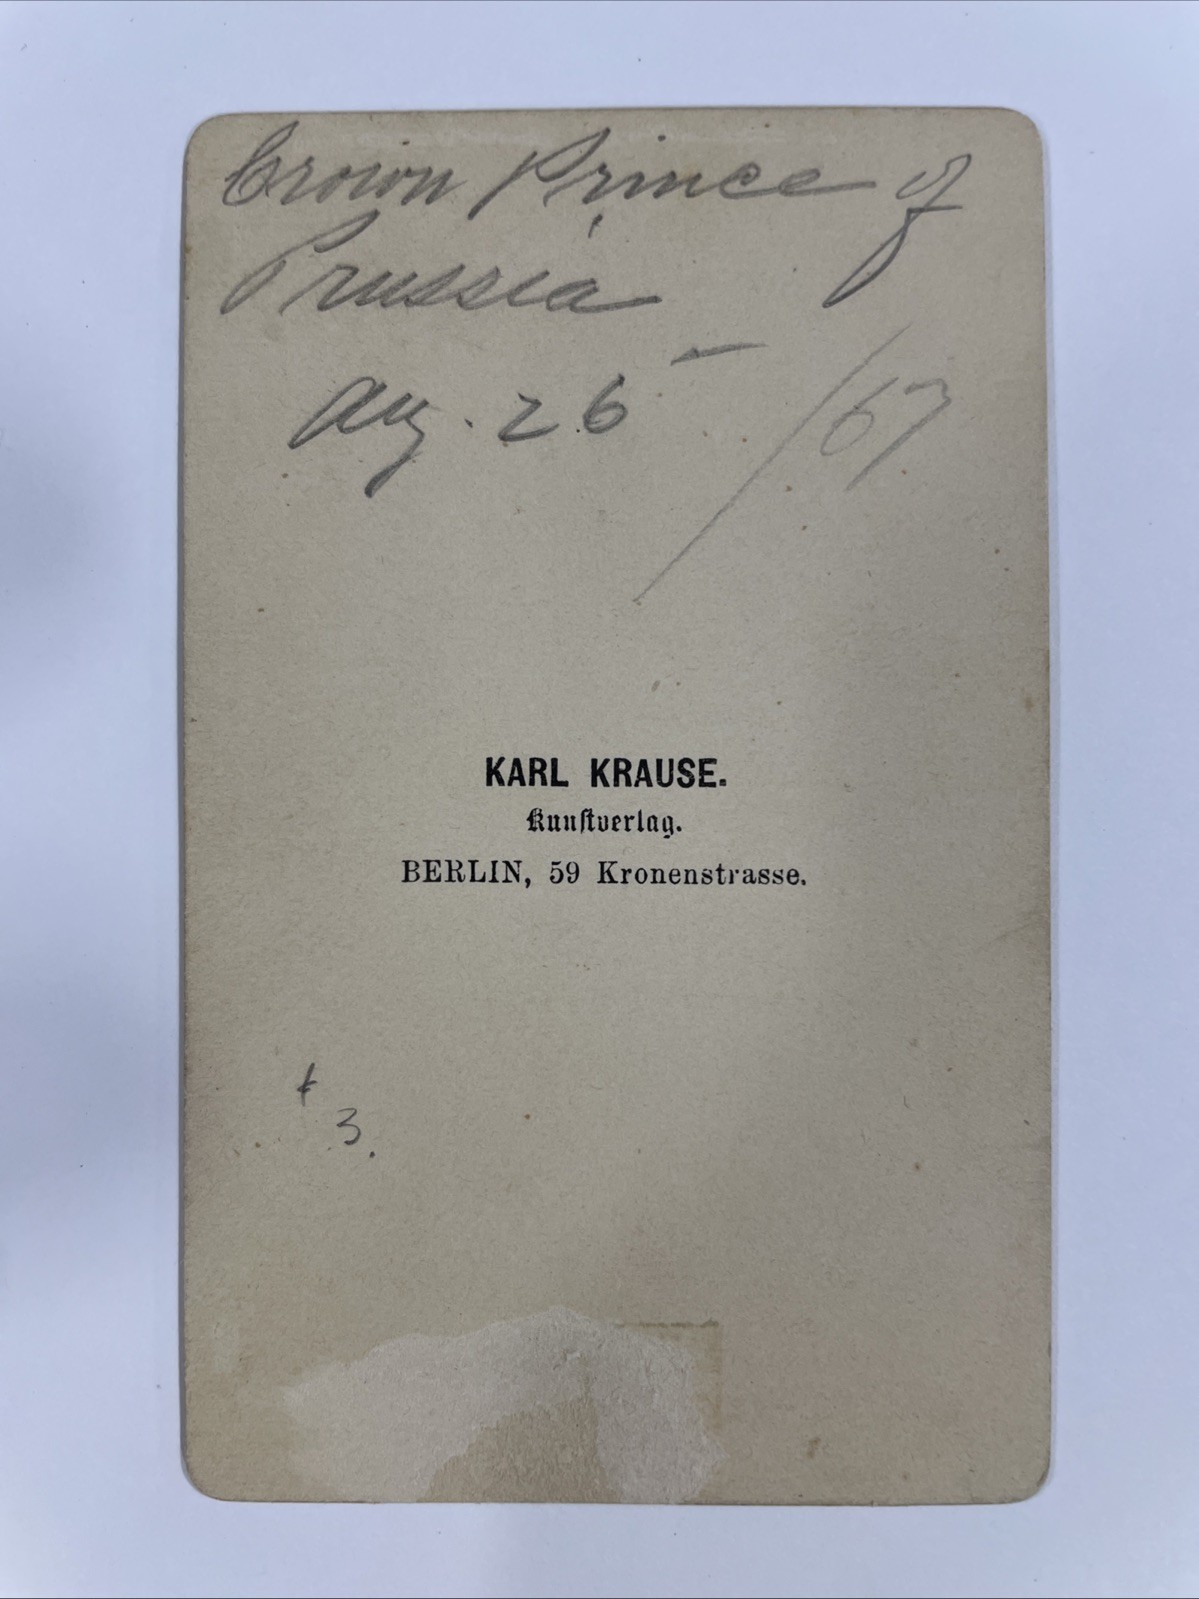 Crown Prince of
Prussia
Aug. 26 /67
KARL KRAUSE.
Kunſtverlag.
BERLIN, 59 Kronenstrasse.
3.